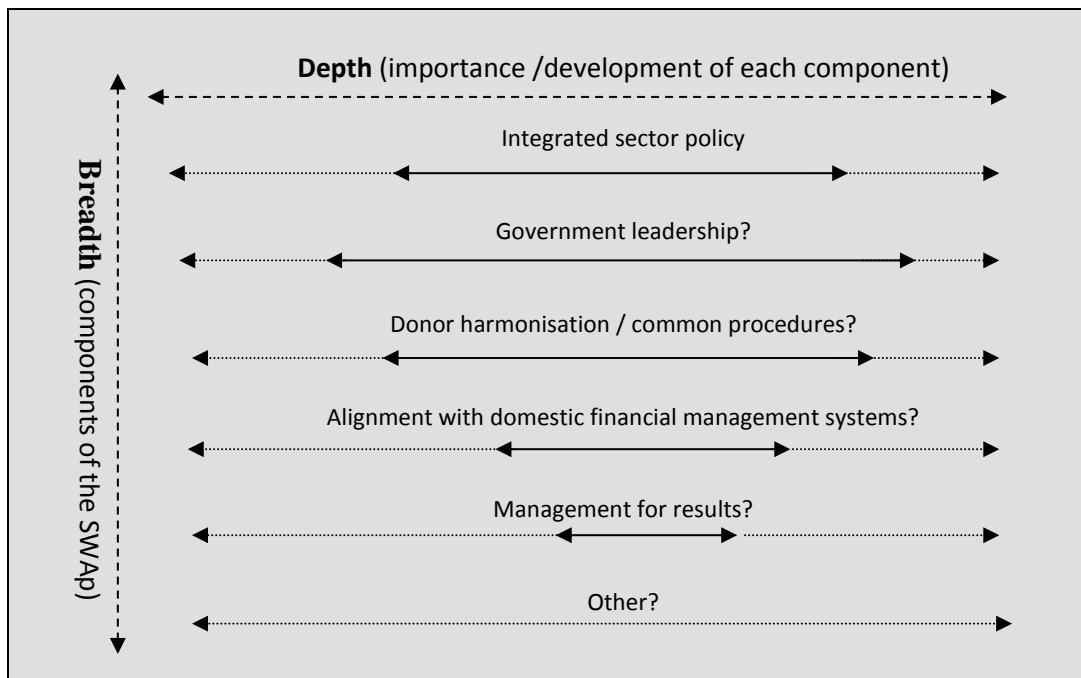 Depth (importance /development of each component)
Integrated sector policy
Breadth (components of the SWAp)
Government leadership?
Donor harmonisation / common procedures?
Alignment with domestic financial management systems?
Management for results?
Other?